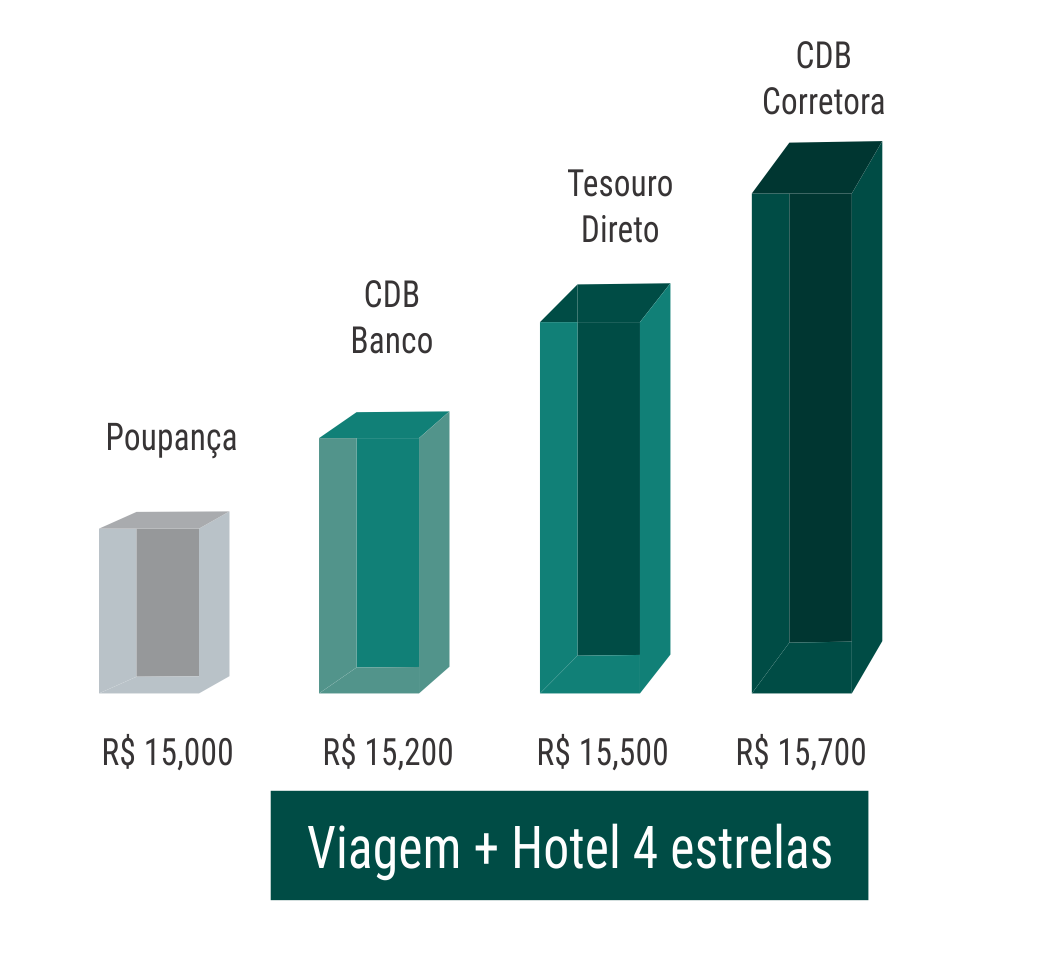 CDB
Corretora
Tesouro
Direto
CDB
Banco
Poupança
R$ 15,000
R$ 15,200
R$ 15,500
R$ 15,700
Viagem + Hotel 4 estrelas